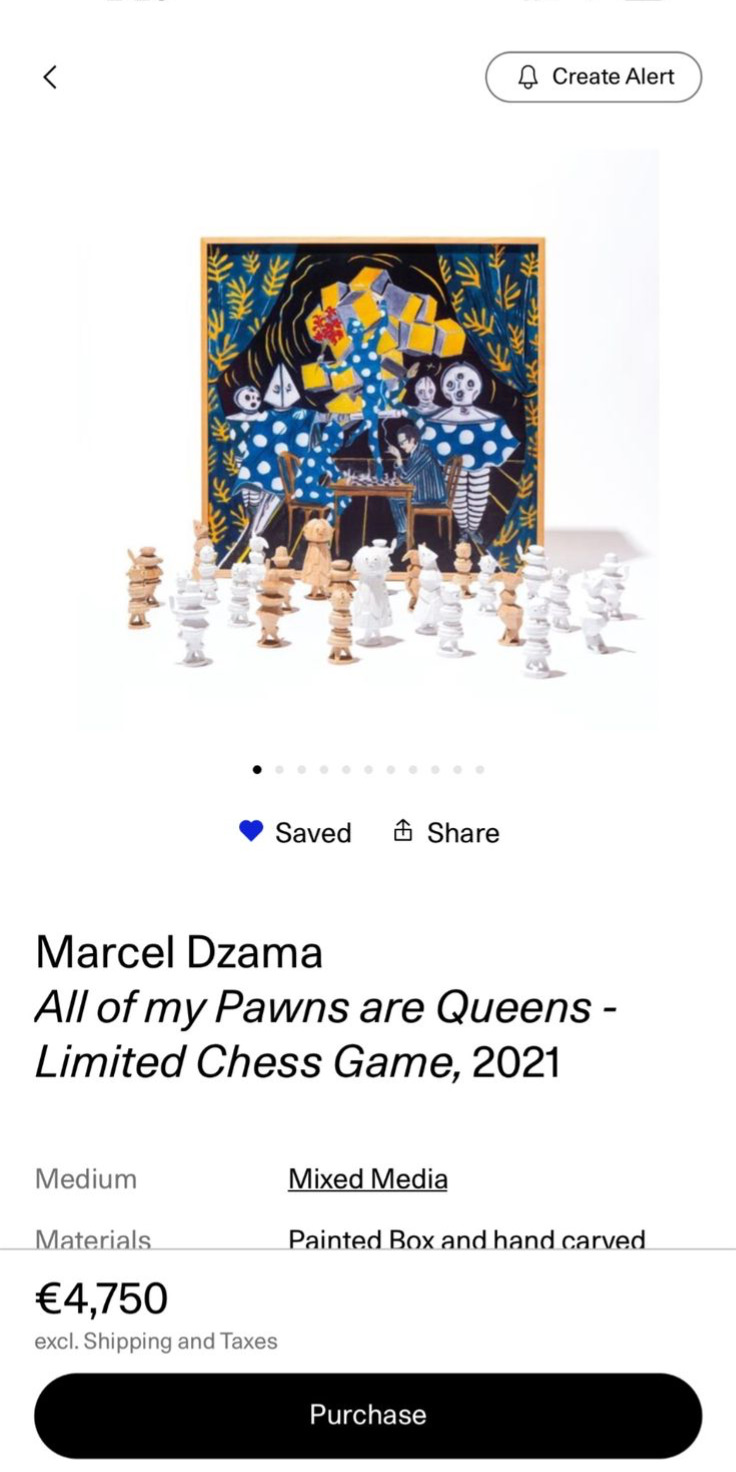 Create Alert
Saved
Share
Marcel Dzama
All of my Pawns are Queens -
Limited Chess Game, 2021
Medium
Mixed Media
Materials
Painted Box and hand carved
€4,750
excl. Shipping and Taxes
Purchase